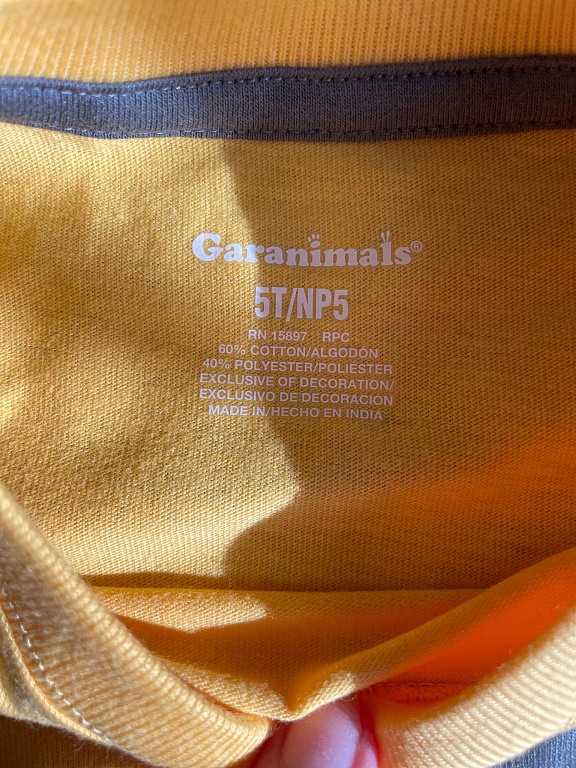 Garanimals®
5T/NP5
RN 15897 RPC
60% COTTON/ALGODON
40% POLYESTER/POLIESTER
EXCLUSIVE OF DECORATION/
EXCLUSIVO DE DECORACION
MADE IN/HECHO EN INDIA